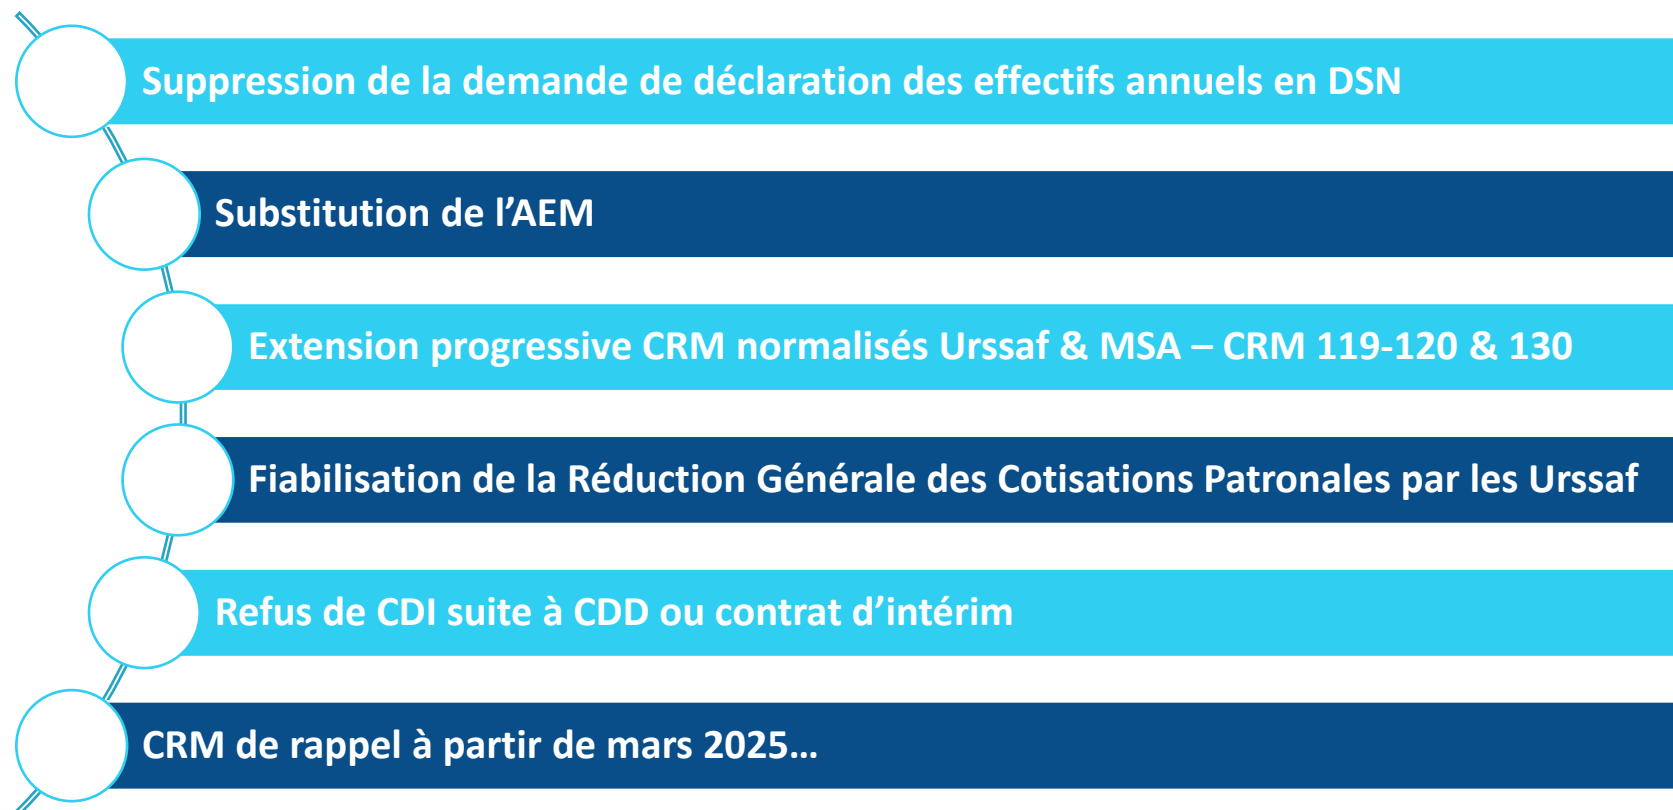 Suppression de la demande de déclaration des effectifs annuels en DSN
Substitution de l’AEM
Extension progressive CRM normalisés Urssaf & MSA – CRM 119-120 & 130
Fiabilisation de la Réduction Générale des Cotisations Patronales par les Urssaf
Refus de CDI suite à CDD ou contrat d’intérim
CRM de rappel à partir de mars 2025…